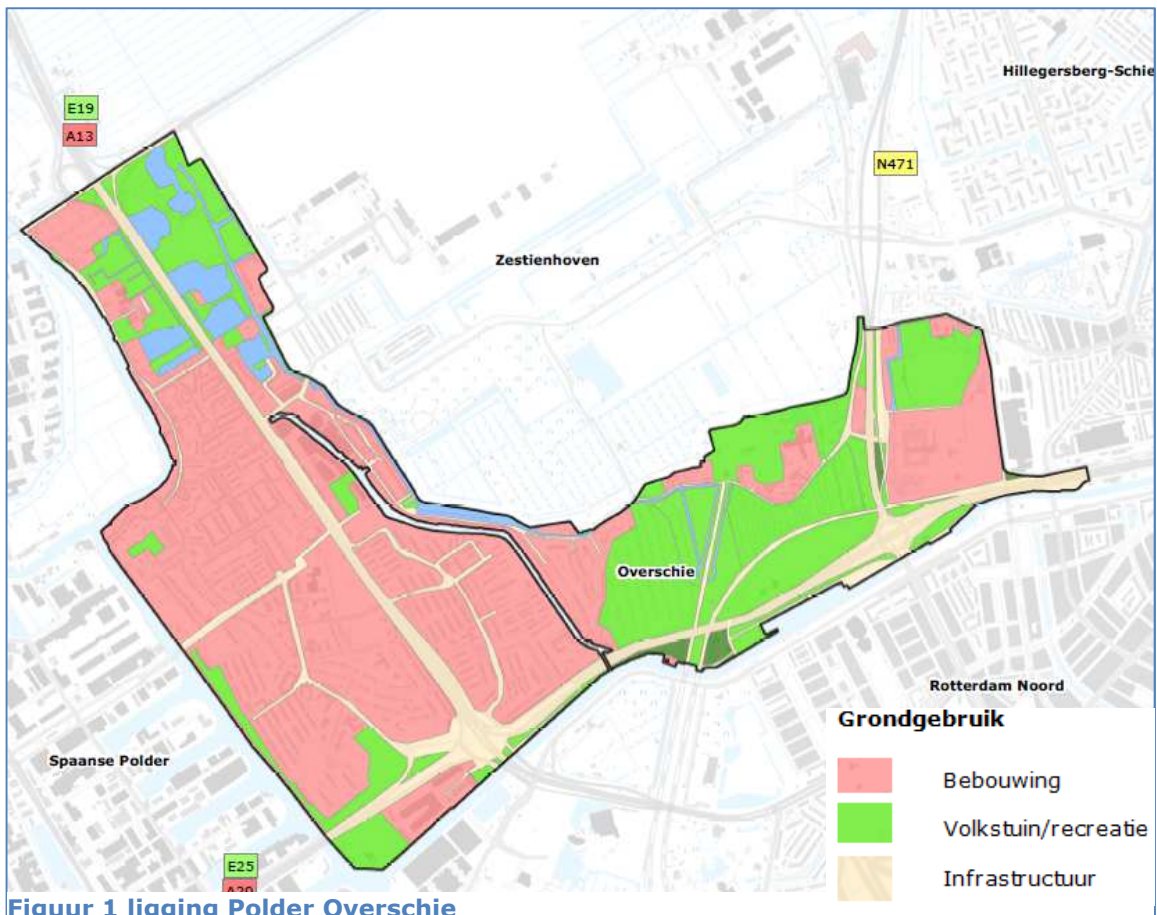 Hillegersberg-Schie
E19
A13
N471
Zestienhoven
Overschie
Rotterdam Noord
Spaanse Polder
Grondgebruik
Bebouwing
Volkstuin/recreatie
Infrastructuur
E25
A20
Figuur 1 ligging Polder Overschie